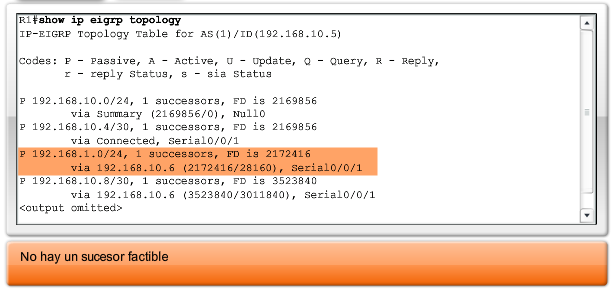 R1#show ip eigrp topology
IP-EIGRP Topology Table for AS(1)/ID(192.168.10.5)
Codes: P - Passive, A - Active, U - Update, Q - Query, R - Reply,
r - reply Status, s - sia Status
P 192.168.10.0/24, 1 successors, FD is 2169856
via Summary (2169856/0), Null0
P 192.168.10.4/30, 1 successors, FD is 2169856
via Connected, Serial0/0/1
P 192.168.1.0/24, 1 successors, FD is 2172416
via 192.168.10.6 (2172416/28160), Serial0/0/1
P 192.168.10.8/30, 1 successors, FD is 3523840
via 192.168.10.6 (3523840/3011840), Serial0/0/1
<output omitted>
No hay un sucesor factible